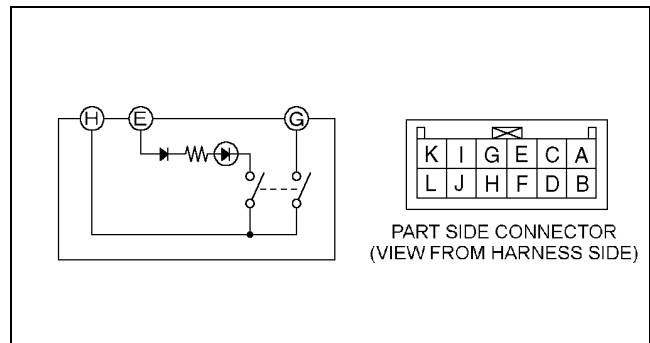 H E G
K I G E C A
L J H F D B
PART SIDE CONNECTOR
(VIEW FROM HARNESS SIDE)